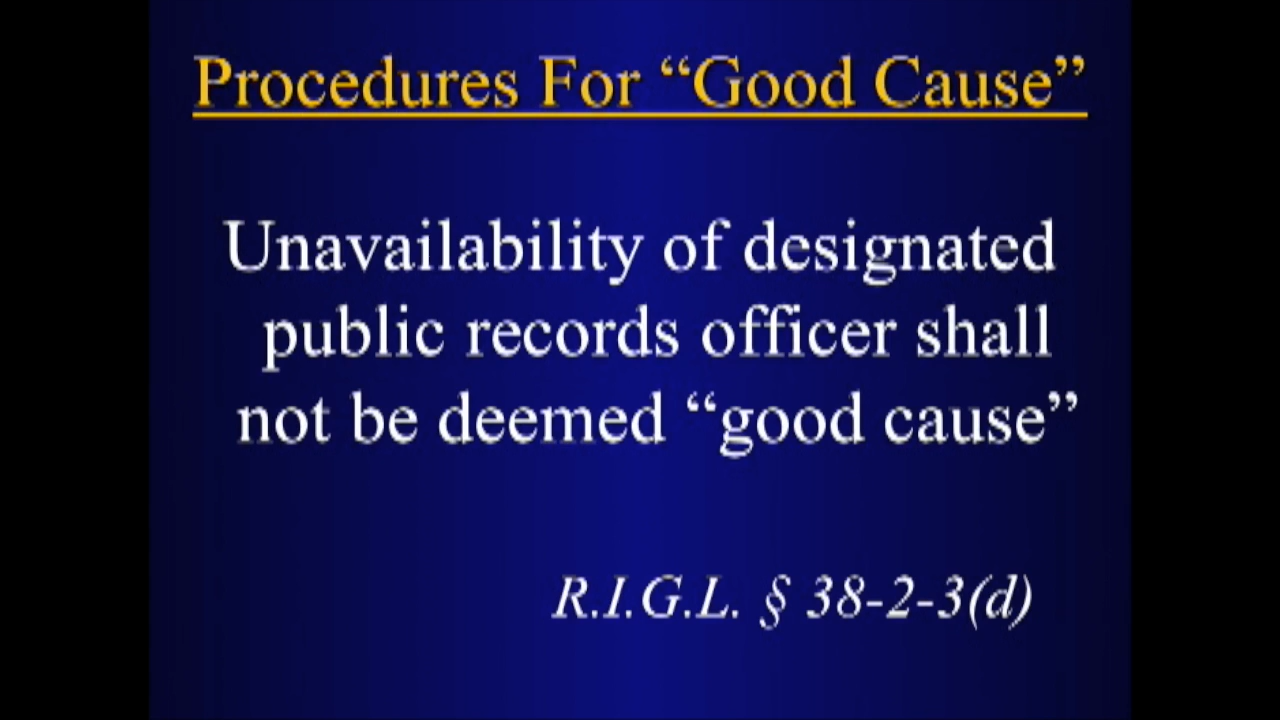 Procedures For “Good Cause”
Unavailability of designated
public records officer shall
not be deemed “good cause”
R.I.G.L. § 38-2-3(d)